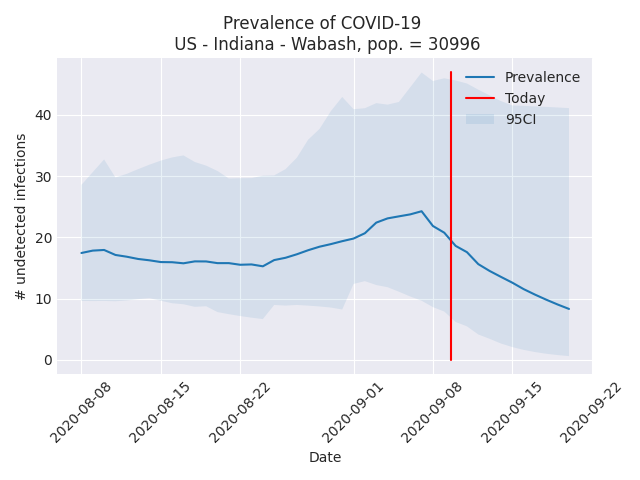 Prevalence of COVID-19
US - Indiana - Wabash, pop. = 30996
Prevalence
Today
95CI
# undetected infections
40
30
20
10
0
2020-08-08
2020-08-15
2020-08-22
2020-09-01
2020-09-08
2020-09-15
2020-09-22
Date